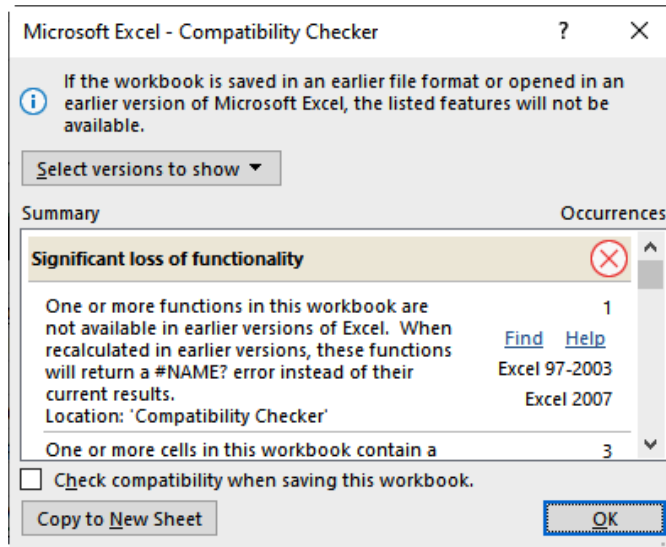 Microsoft Excel - Compatibility Checker ?
If the workbook is saved in an earlier file format or opened in an
earlier version of Microsoft Excel, the listed features will not be
available.
Select versions to show
Summary Occurrences
Significant loss of functionality
One or more functions in this workbook are 1
not available in earlier versions of Excel. When
Find Help
recalculated in earlier versions, these functions
will return a #NAME? error instead of their
Excel 97-2003
current results.
Excel 2007
Location: 'Compatibility Checker'
One or more cells in this workbook contain a 3
Check compatibility when saving this workbook.
Copy to New Sheet OK